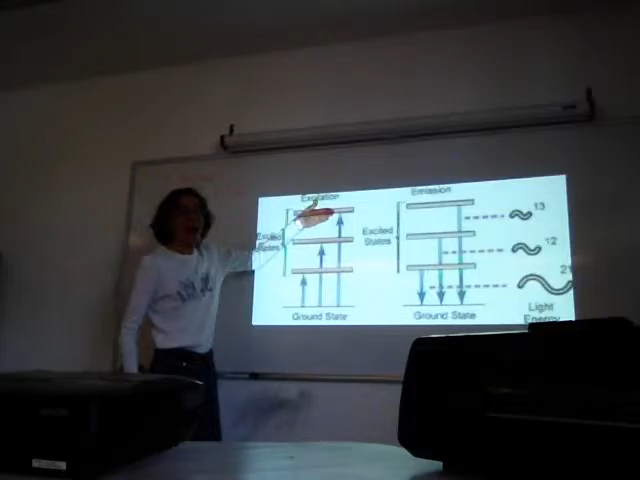 Excitation
Emission
Excited
States
Excited
States
13
12
21
Ground State
Ground State
Light
Energy